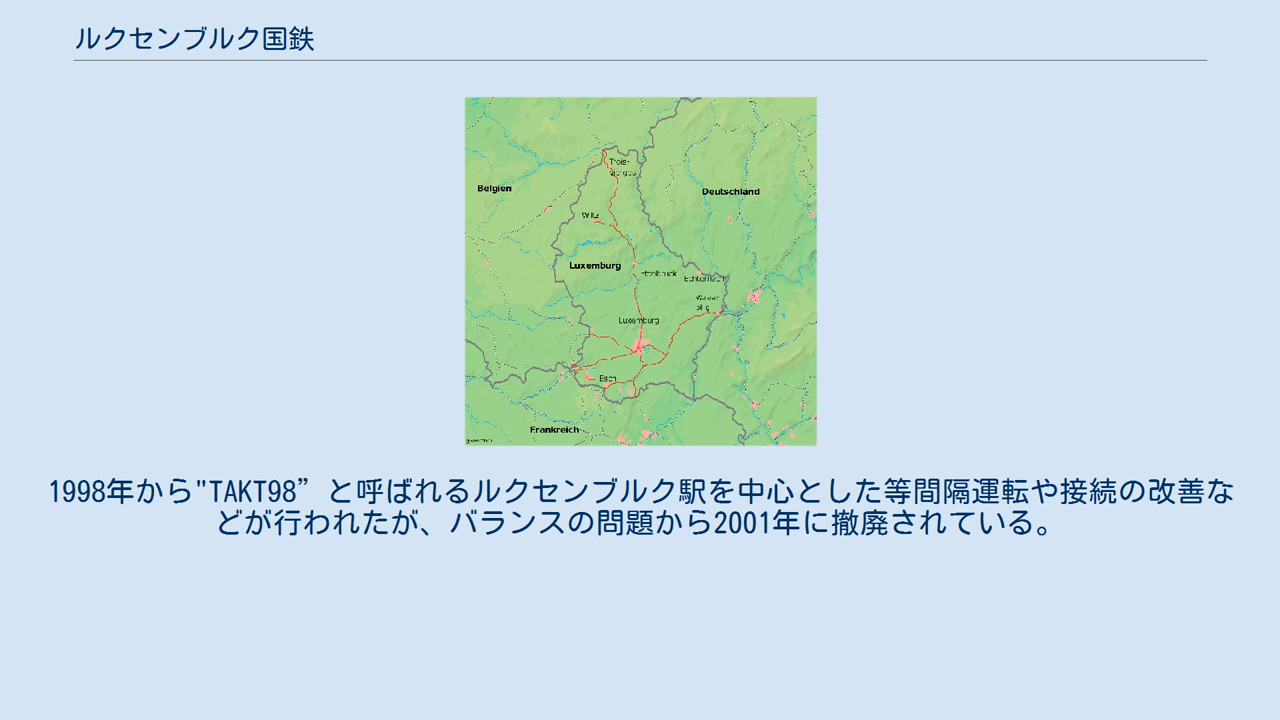 ルクセンブルク国鉄
Trois-
Belgien
Deutschland
Wiltz
Luxemburg
Ettelbruck
Echternach
Wasser-
Luxemburg
Esch
Frankreich
1998年から"TAKT98”と呼ばれるルクセンブルク駅を中心とした等間隔運転や接続の改善な
どが行われたが、バランスの問題から2001年に撤廃されている。